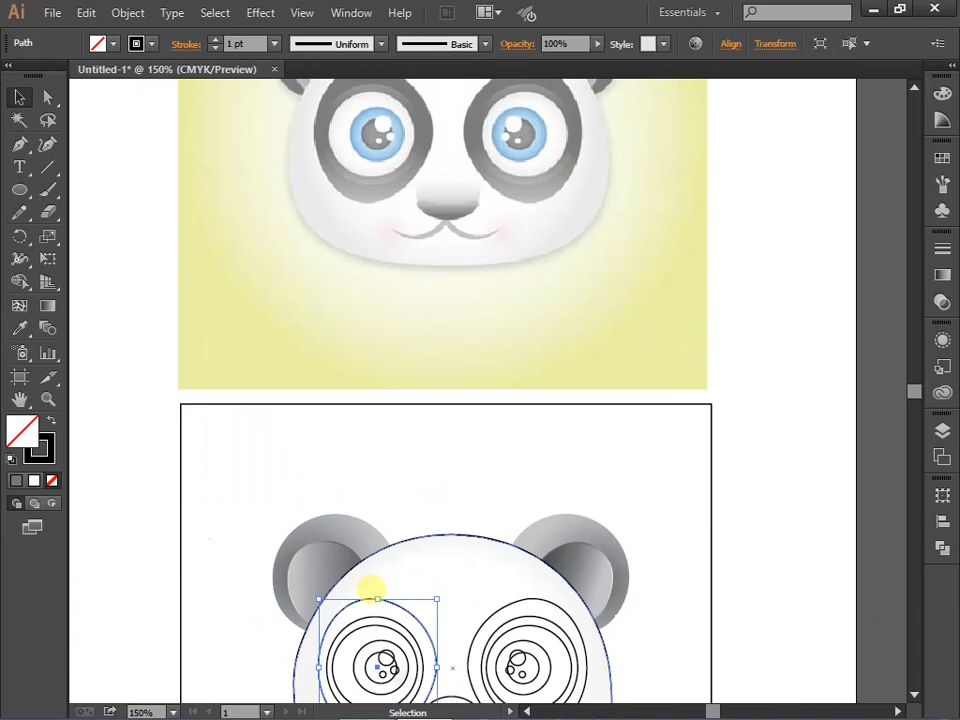 Ai File Edit Object Type Select Effect View Window Help Br Essentials
Path Stroke: 1 pt Uniform Basic Opacity: 100% Style: Align Transform
Untitled-1* @ 150% (CMYK/Preview) ×
T
150% 1 Selection